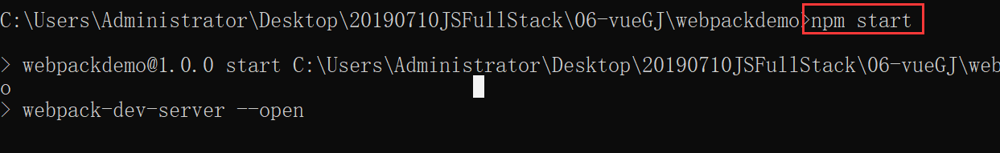 C:\Users\Administrator\Desktop\20190710JSFullStack\06-vueGJ\webpackdemo>npm start
> webpackdemo@1.0.0 start C:\Users\Administrator\Desktop\20190710JSFullStack\06-vueGJ\web
o
> webpack-dev-server --open